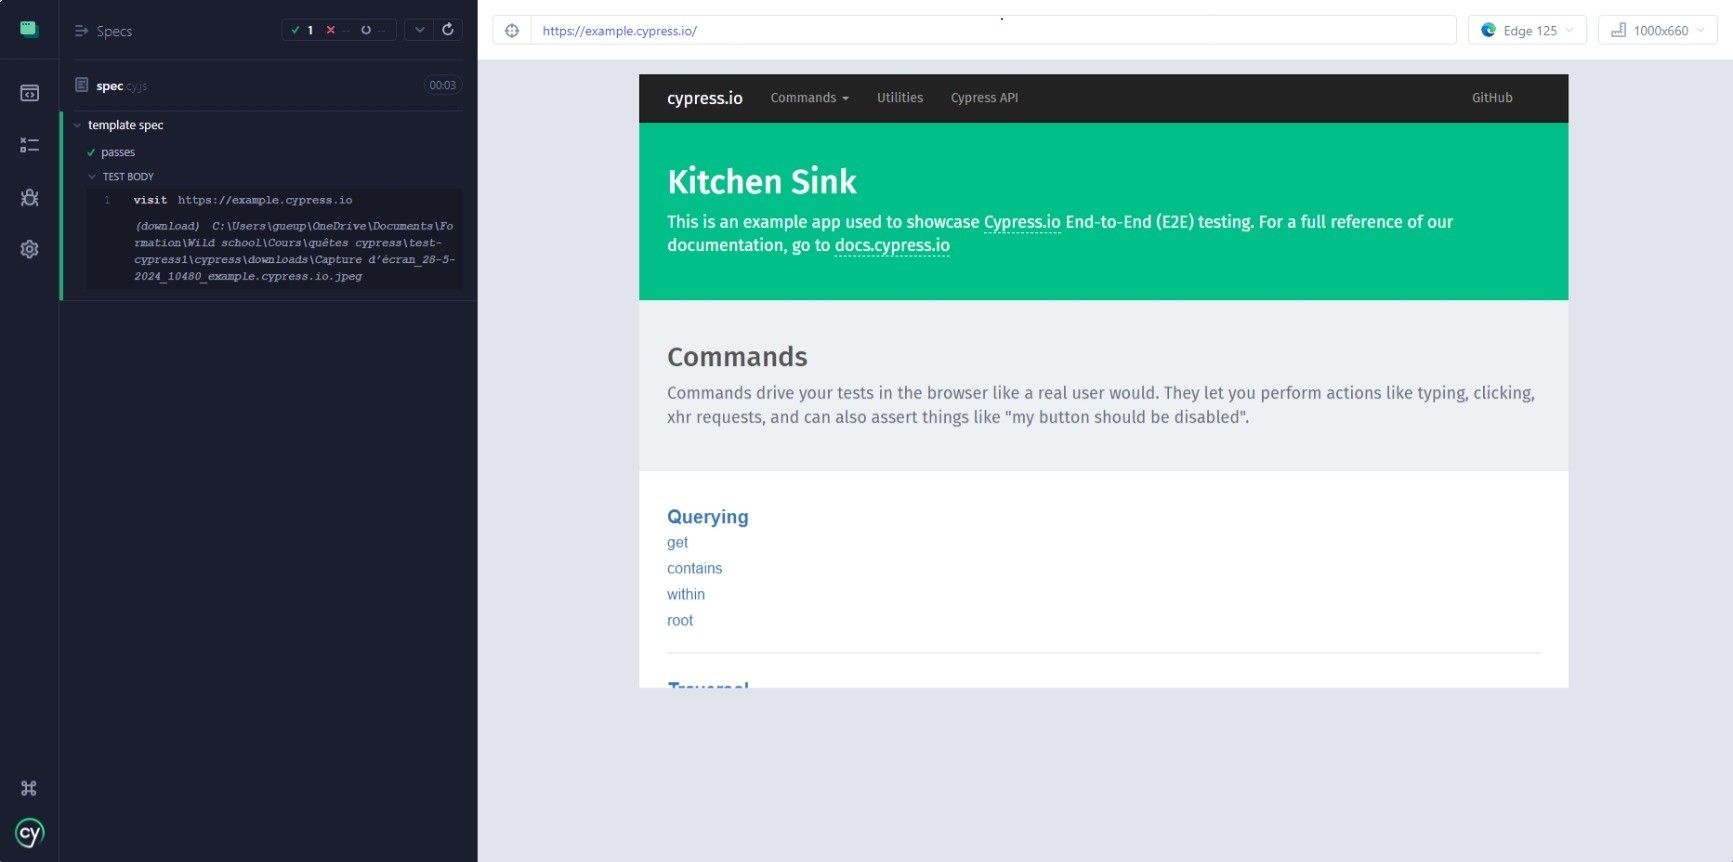 Specs
✓ 1 ✕ -- --
spec cy.js
00:03
template spec
passes
TEST BODY
1 visit https://example.cypress.io
(download) C:\Users\gueup\OneDrive\Documents\Fo
rmation\Wild school\Cours\quêtes cypress\test-
cypress1\cypress\downloads\Capture d’écran_28-5-
2024_10480_example.cypress.io.jpeg
cy
https://example.cypress.io/
Edge 125
1000x660
cypress.io Commands Utilities Cypress API GitHub
Kitchen Sink
This is an example app used to showcase Cypress.io End-to-End (E2E) testing. For a full reference of our
documentation, go to docs.cypress.io
Commands
Commands drive your tests in the browser like a real user would. They let you perform actions like typing, clicking,
xhr requests, and can also assert things like "my button should be disabled".
Querying
get
contains
within
root
Traversal